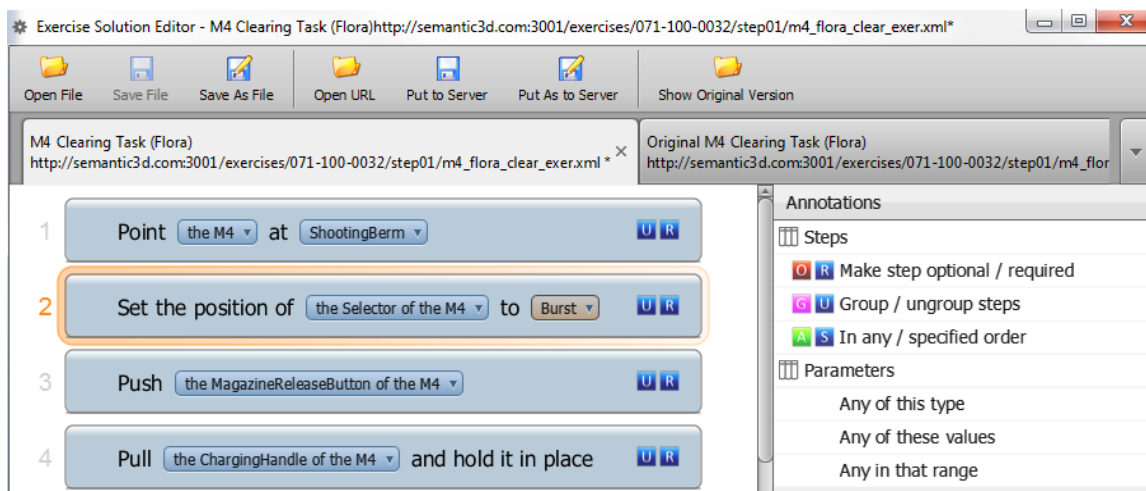 Exercise Solution Editor - M4 Clearing Task (Flora)http://semantic3d.com:3001/exercises/071-100-0032/step01/m4_flora_clear_exer.xml*
Open File Save File Save As File Open URL Put to Server Put As to Server Show Original Version
M4 Clearing Task (Flora)
http://semantic3d.com:3001/exercises/071-100-0032/step01/m4_flora_clear_exer.xml *
Original M4 Clearing Task (Flora)
http://semantic3d.com:3001/exercises/071-100-0032/step01/m4_flor
1 Point the M4 at ShootingBerm U R
2 Set the position of the Selector of the M4 to Burst U R
3 Push the MagazineReleaseButton of the M4 U R
4 Pull the ChargingHandle of the M4 and hold it in place U R
Annotations
Steps
O R Make step optional / required
G U Group / ungroup steps
A S In any / specified order
Parameters
Any of this type
Any of these values
Any in that range